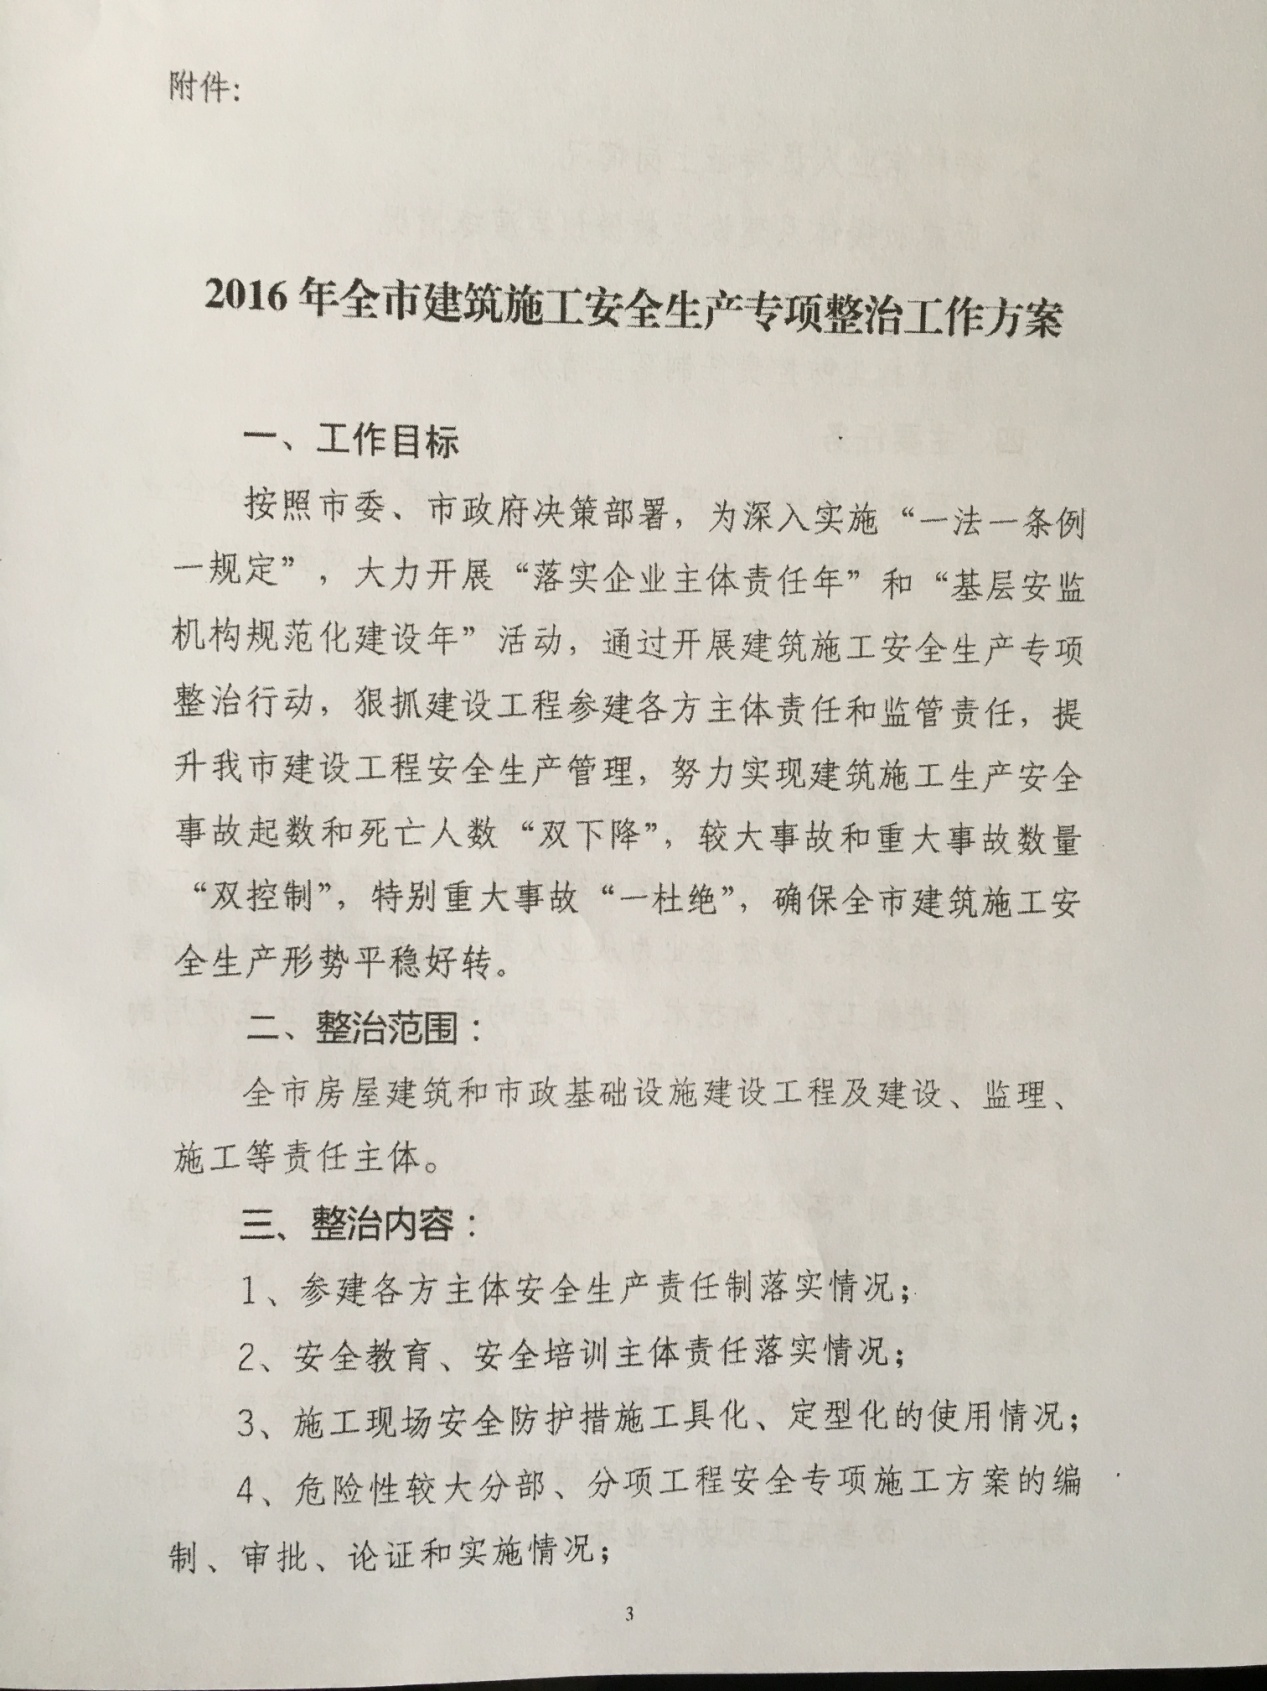 附件：
2016 年全市建筑施工安全生产专项整治工作方案
一、工作目标
按照市委、市政府决策部署，为深入实施“一法一条例
一规定”，大力开展“落实企业主体责任年”和“基层安监
机构规范化建设年”活动，通过开展建筑施工安全生产专项
整治行动，狠抓建设工程参建各方主体责任和监管责任，提
升我市建设工程安全生产管理，努力实现建筑施工生产安全
事故起数和死亡人数“双下降”，较大事故和重大事故数量
“双控制”，特别重大事故“一杜绝”，确保全市建筑施工安
全生产形势平稳好转。
二、整治范围：
全市房屋建筑和市政基础设施建设工程及建设、监理、
施工等责任主体。
三、整治内容：
1、参建各方主体安全生产责任制落实情况；
2、安全教育、安全培训主体责任落实情况；
3、施工现场安全防护措施工具化、定型化的使用情况；
4、危险性较大分部、分项工程安全专项施工方案的编
制、审批、论证和实施情况；
3